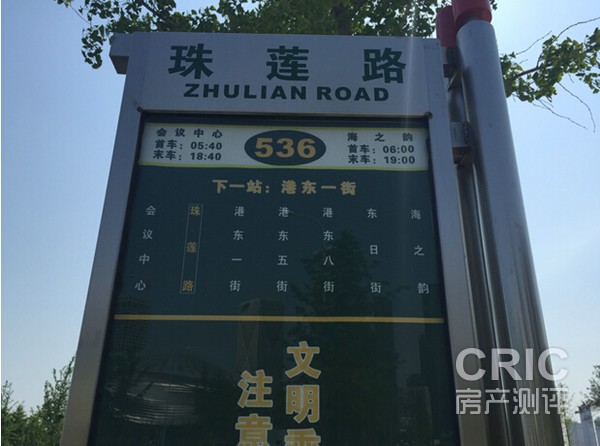 珠莲路
ZHULIAN ROAD
会议中心
首车：05:40
末车：18:40
536
海之韵
首车：06:00
末车：19:00
下一站：港东一街
会议中心
珠莲路
港东一街
港东五街
港东八街
东日街
海之韵
文明乘
注意
CRIC
房产测评